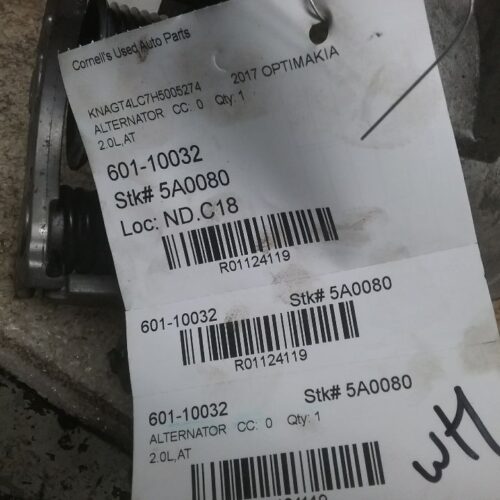 Cornell's Used Auto Parts
KNAGT4LC7H5005274 2017 OPTIMAKIA
ALTERNATOR CC: 0 Qty: 1
2.0L,AT
601-10032
Stk# 5A0080
Loc: ND.C18
R01124119
601-10032 Stk# 5A0080
R01124119
601-10032 Stk# 5A0080
ALTERNATOR CC: 0 Qty: 1
2.0L,AT
WH